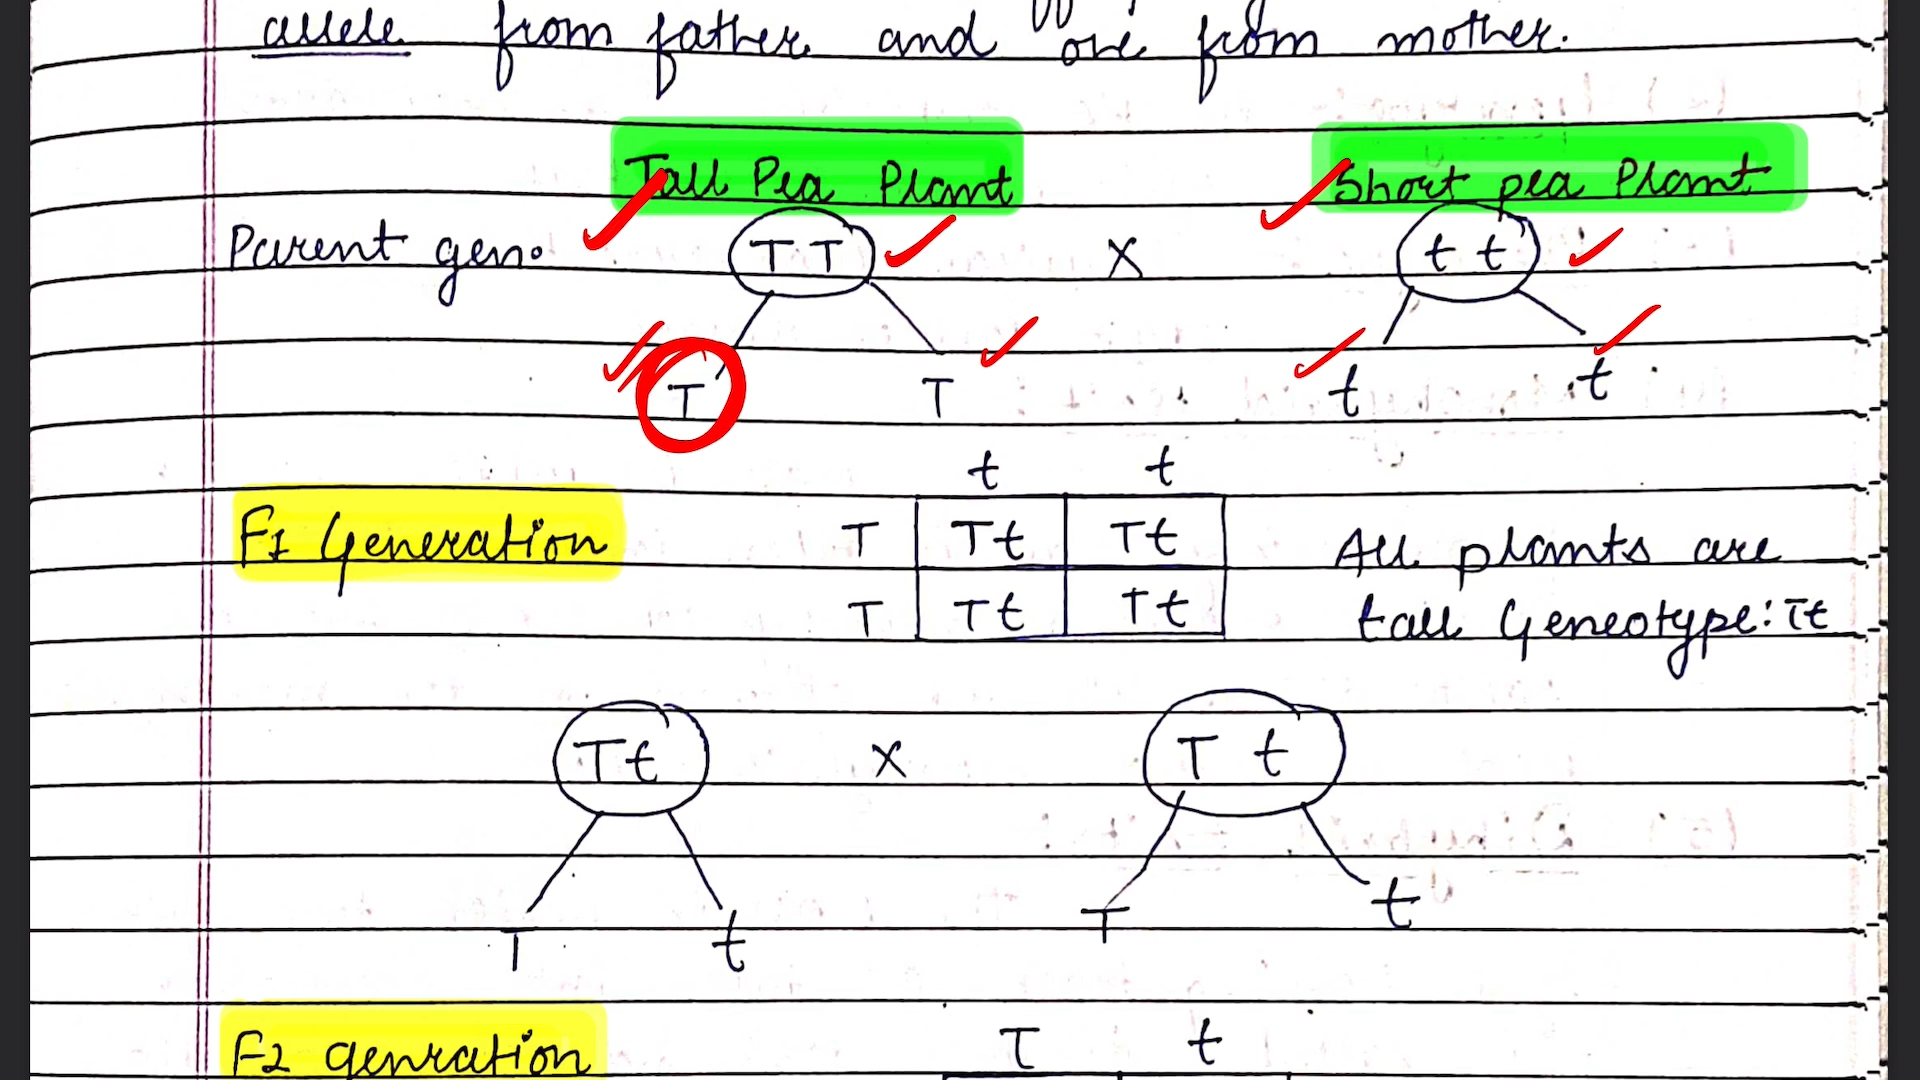 allele from father and one from mother.
Tall Pea Plant Short pea Plant
Parent gen. T T X t t
T T t t
t t
F1 Generation T Tt Tt All plants are
T Tt Tt tall Geneotype: Tt
Tt X T t
T t T t
F2 genration T t